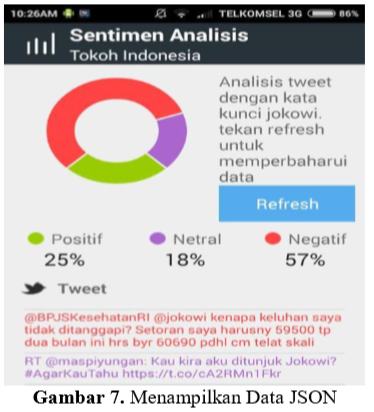 10:26AM TELKOMSEL 3G 86%
Sentimen Analisis
Tokoh Indonesia
Analisis tweet
dengan kata
kunci jokowi.
tekan refresh
untuk
memperbaharui
data
Refresh
Positif Netral Negatif
25% 18% 57%
Tweet
@BPJSKesehatanRI @jokowi kenapa keluhan saya
tidak ditanggapi? Setoran saya harusny 59500 tp
dua bulan ini hrs byr 60690 pdhl cm telat skali
RT @maspiyungan: Kau kira aku ditunjuk Jokowi?
#AgarKauTahu https://t.co/cA2RMn1Fkr
Gambar 7. Menampilkan Data JSON